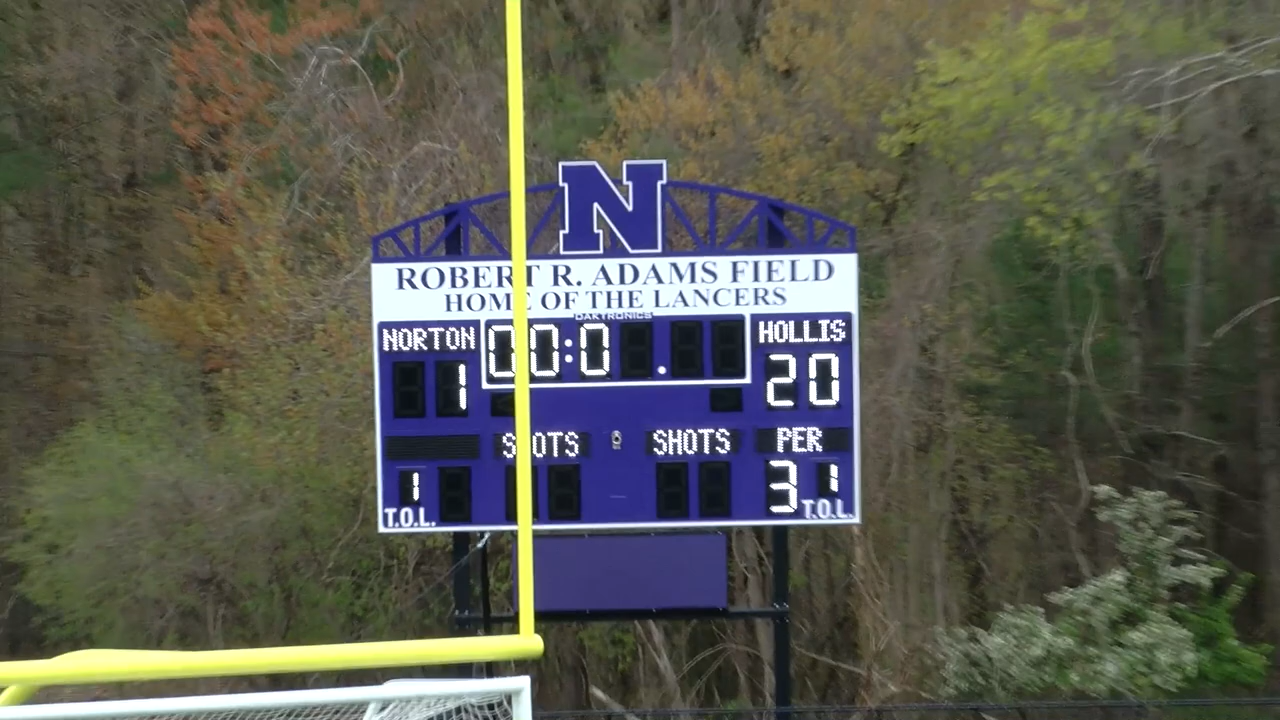 N
ROBERT R. ADAMS FIELD
HOME OF THE LANCERS
DAKTRONICS
NORTON 00:0 . HOLLIS
1 20
SHOTS SHOTS PER
1 3 1
T.O.L. T.O.L.